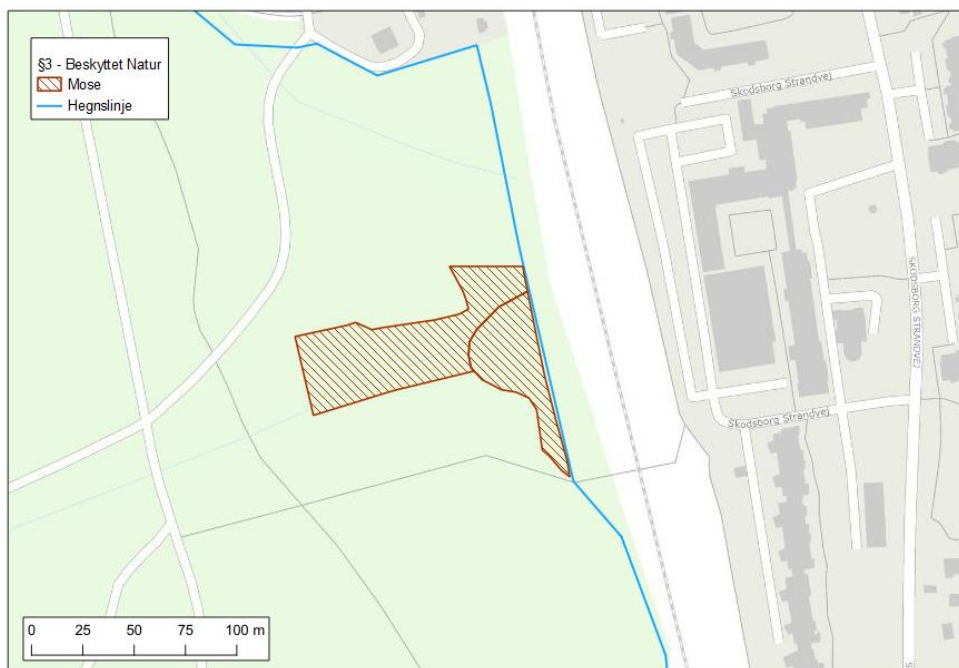 §3 - Beskyttet Natur
Mose
Hegnslinje
Skodsborg Strandvej
SKODSBORG STRANDVEJ
Skodsborg Strandvej
0 25 50 75 100 m
S